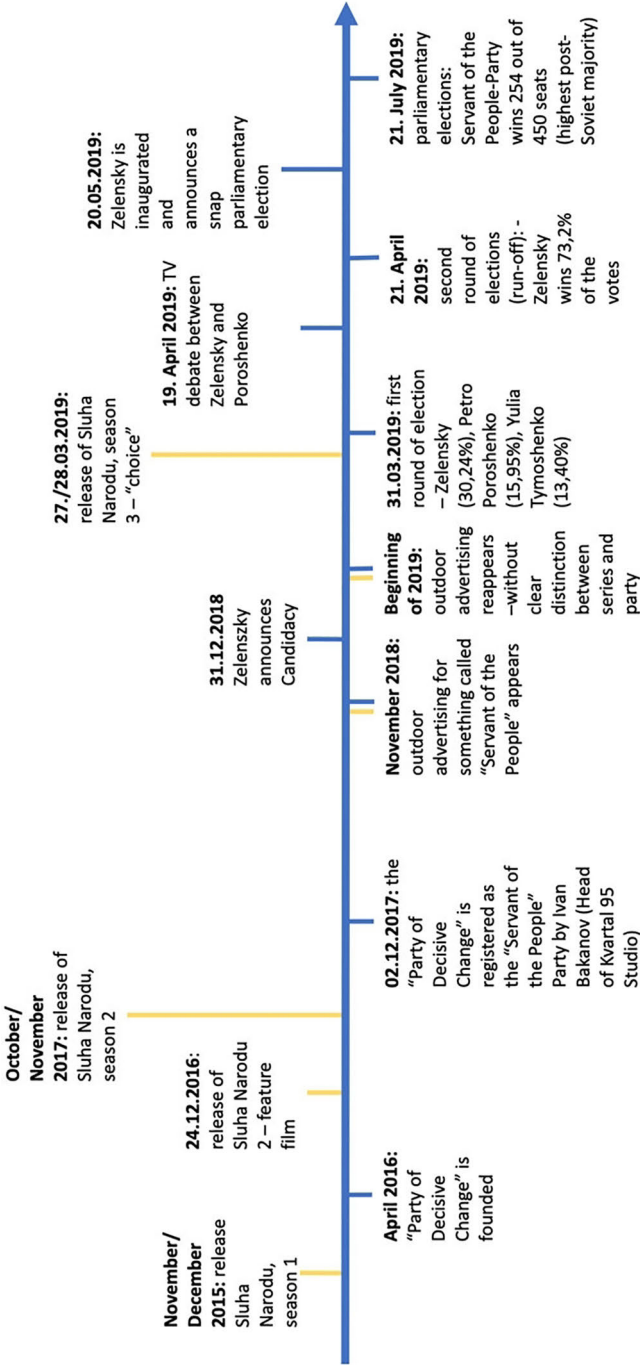 November/
December
2015: release
Sluha
Narodu,
season 1
April 2016:
"Party of
Decisive
Change" is
founded
24.12.2016:
release of
Sluha Narodu
2 – feature
film
October/
November
2017: release of
Sluha Narodu,
season 2
02.12.2017: the
"Party of
Decisive
Change" is
registered as
the "Servant of
the People"
Party by Ivan
Bakanov (Head
of Kvartal 95
Studio)
November 2018:
outdoor
advertising for
something called
"Servant of the
People" appears
31.12.2018
Zelenszky
announces
Candidacy
Beginning
of 2019:
outdoor
advertising
reappears
–without
clear
distinction
between
series and
party
27./28.03.2019:
release of Sluha
Narodu, season
3 – "choice"
31.03.2019: first
round of election
– Zelensky
(30,24%), Petro
Poroshenko
(15,95%), Yulia
Tymoshenko
(13,40%)
19. April 2019: TV
debate between
Zelensky and
Poroshenko
21. April
2019:
second
round of
elections
(run-off): -
Zelensky
wins 73,2%
of the
votes
20.05.2019:
Zelensky is
inaugurated
and
announces a
snap
parliamentary
election
21. July 2019:
parliamentary
elections:
Servant of the
People-Party
wins 254 out of
450 seats
(highest post-
Soviet majority)